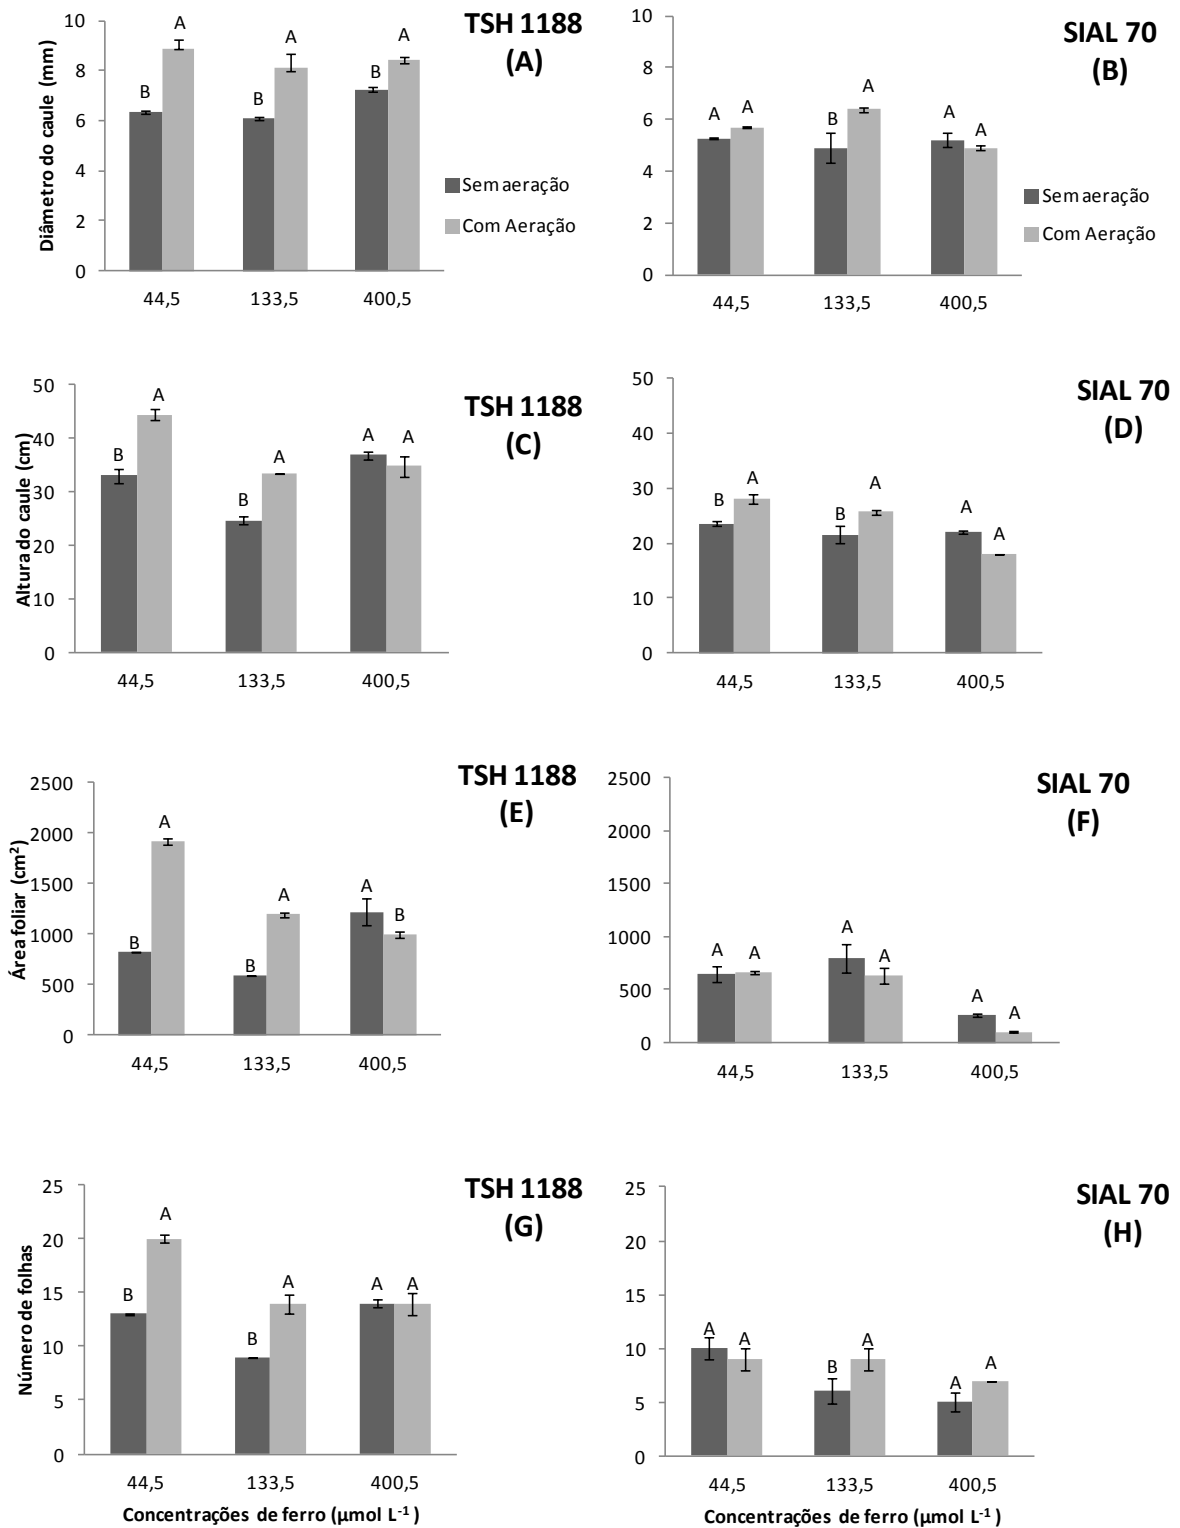 TSH 1188
(A)
Diâmetro do caule (mm)
10
8
6
4
2
0
B
A
B
A
B
A
Sem aeração
Com Aeração
44,5
133,5
400,5
SIAL 70
(B)
10
8
6
4
2
0
A
A
B
A
A
A
Sem aeração
Com Aeração
44,5
133,5
400,5
TSH 1188
(C)
Altura do caule (cm)
50
40
30
20
10
0
B
A
B
A
A
A
44,5
133,5
400,5
SIAL 70
(D)
50
40
30
20
10
0
B
A
B
A
A
A
44,5
133,5
400,5
TSH 1188
(E)
Área foliar (cm²)
2500
2000
1500
1000
500
0
B
A
B
A
A
B
44,5
133,5
400,5
SIAL 70
(F)
2500
2000
1500
1000
500
0
A
A
A
A
A
A
44,5
133,5
400,5
TSH 1188
(G)
Número de folhas
25
20
15
10
5
0
B
A
B
A
A
A
44,5
133,5
400,5
Concentrações de ferro (µmol L⁻¹)
SIAL 70
(H)
25
20
15
10
5
0
A
A
B
A
A
A
44,5
133,5
400,5
Concentrações de ferro (µmol L⁻¹)